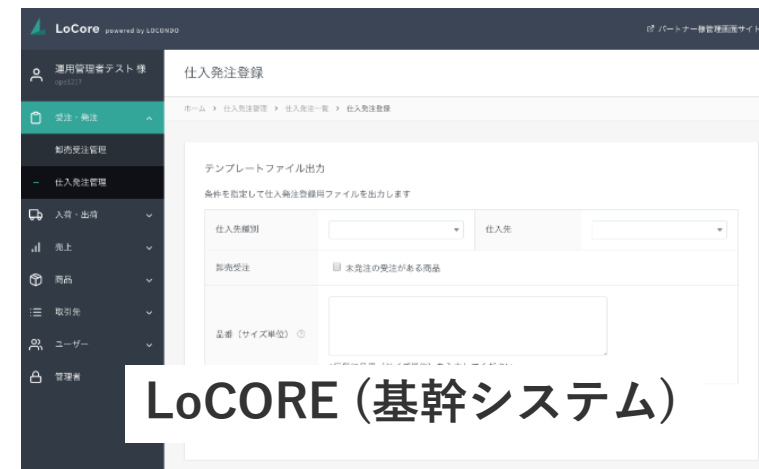 LoCore powered by LOCONDO
パートナー様管理画面サイト
運用管理者テスト 様
ops1217
仕入発注登録
ホーム > 仕入発注管理 > 仕入発注一覧 > 仕入発注登録
受注・発注
卸売受注管理
仕入発注管理
入荷・出荷
売上
商品
取引先
ユーザー
管理者
テンプレートファイル出力
条件を指定して仕入発注登録用ファイルを出力します
仕入先種別
仕入先
卸売受注
未発注の受注がある商品
品番（サイズ単位）
LoCORE (基幹システム)